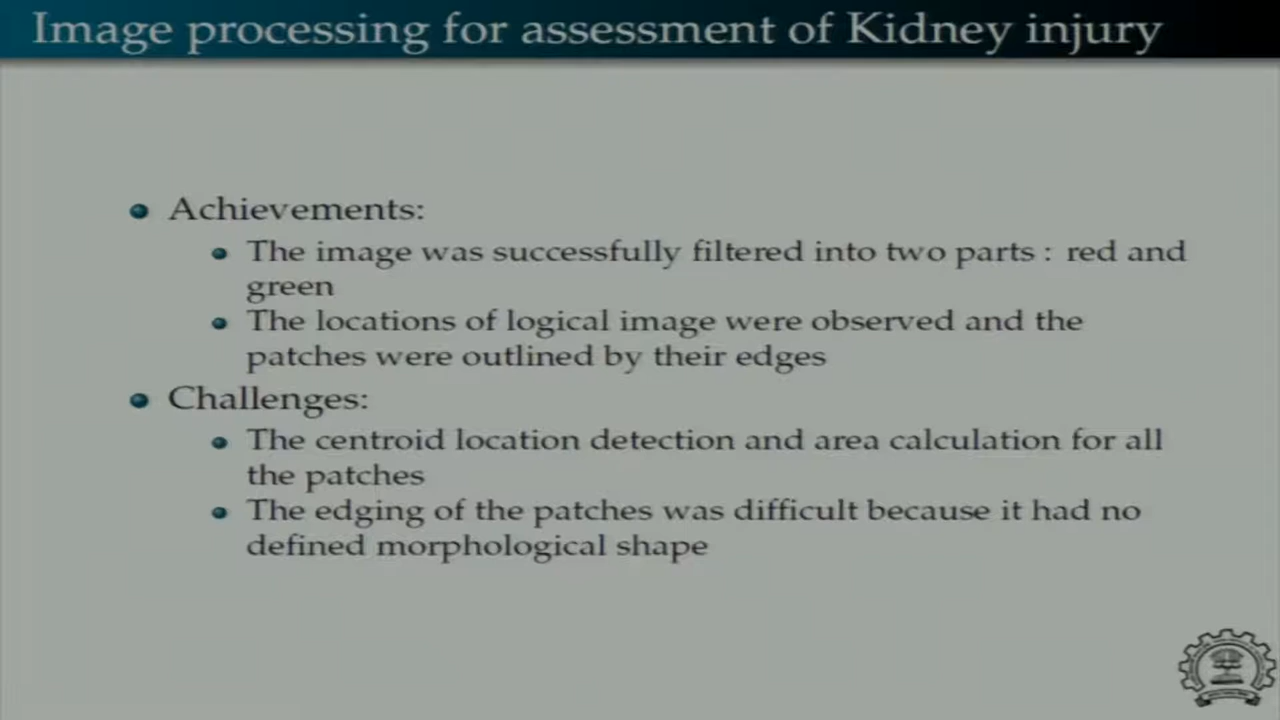 Image processing for assessment of Kidney injury
Achievements:
The image was successfully filtered into two parts : red and
green
The locations of logical image were observed and the
patches were outlined by their edges
Challenges:
The centroid location detection and area calculation for all
the patches
The edging of the patches was difficult because it had no
defined morphological shape